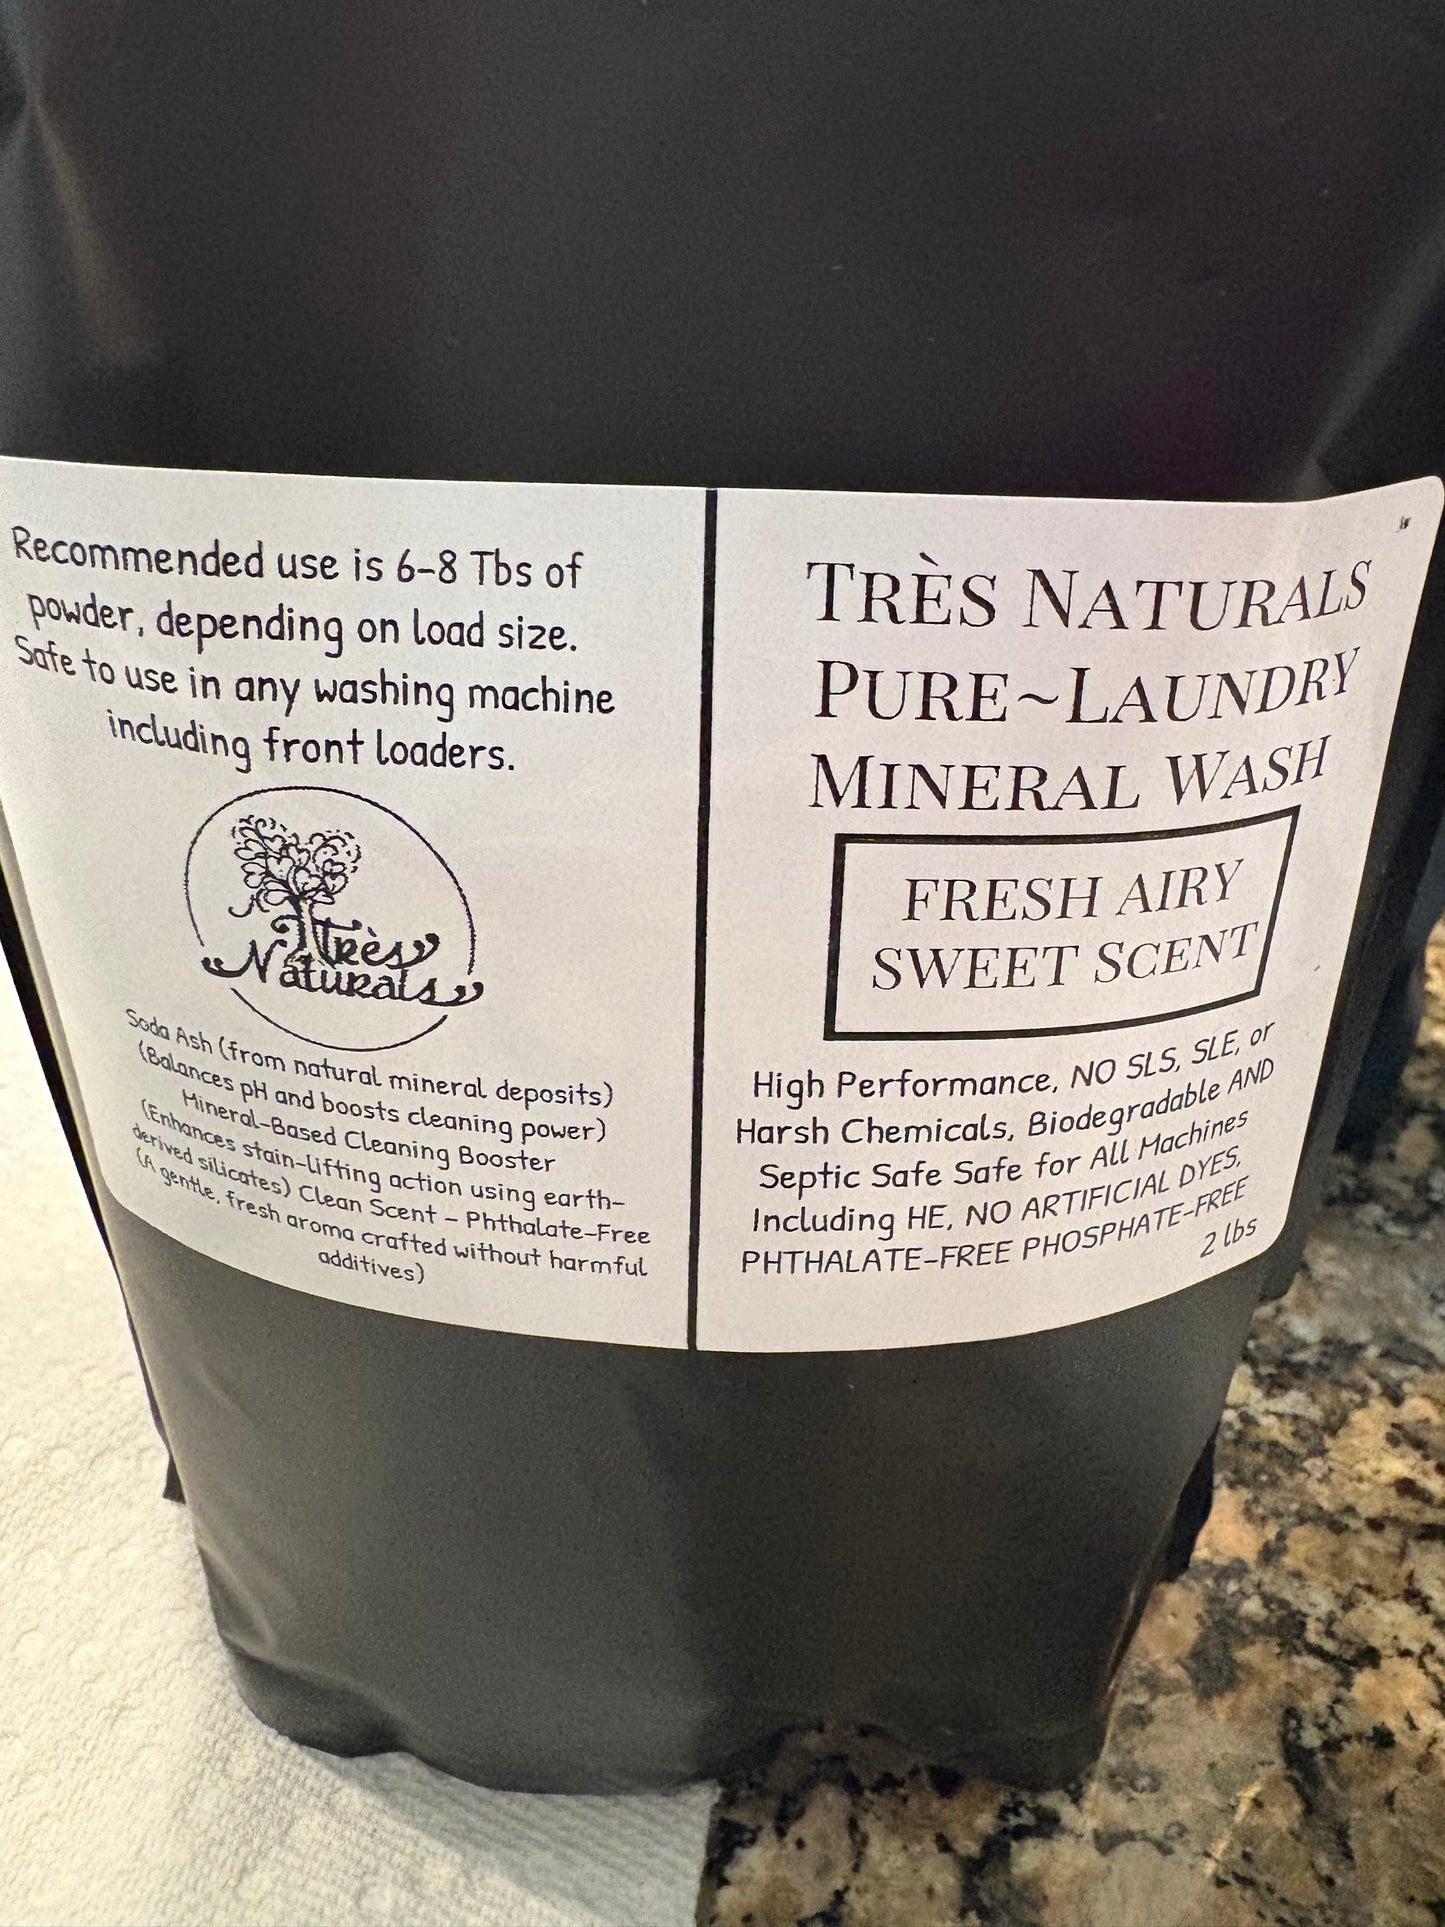 Recommended use is 6-8 Tbs of
powder, depending on load size.
Safe to use in any washing machine
including front loaders.
Très
Naturals
Soda Ash (from natural mineral deposits)
(Balances pH and boosts cleaning power)
Mineral-Based Cleaning Booster
(Enhances stain-lifting action using earth-
derived silicates) Clean Scent - Phthalate-Free
(A gentle, fresh aroma crafted without harmful
additives)
TRÈS NATURALS
PURE~LAUNDRY
MINERAL WASH
FRESH AIRY
SWEET SCENT
High Performance, NO SLS, SLE, or
Harsh Chemicals, Biodegradable AND
Septic Safe Safe for All Machines
Including HE, NO ARTIFICIAL DYES,
PHTHALATE-FREE PHOSPHATE-FREE
2 lbs